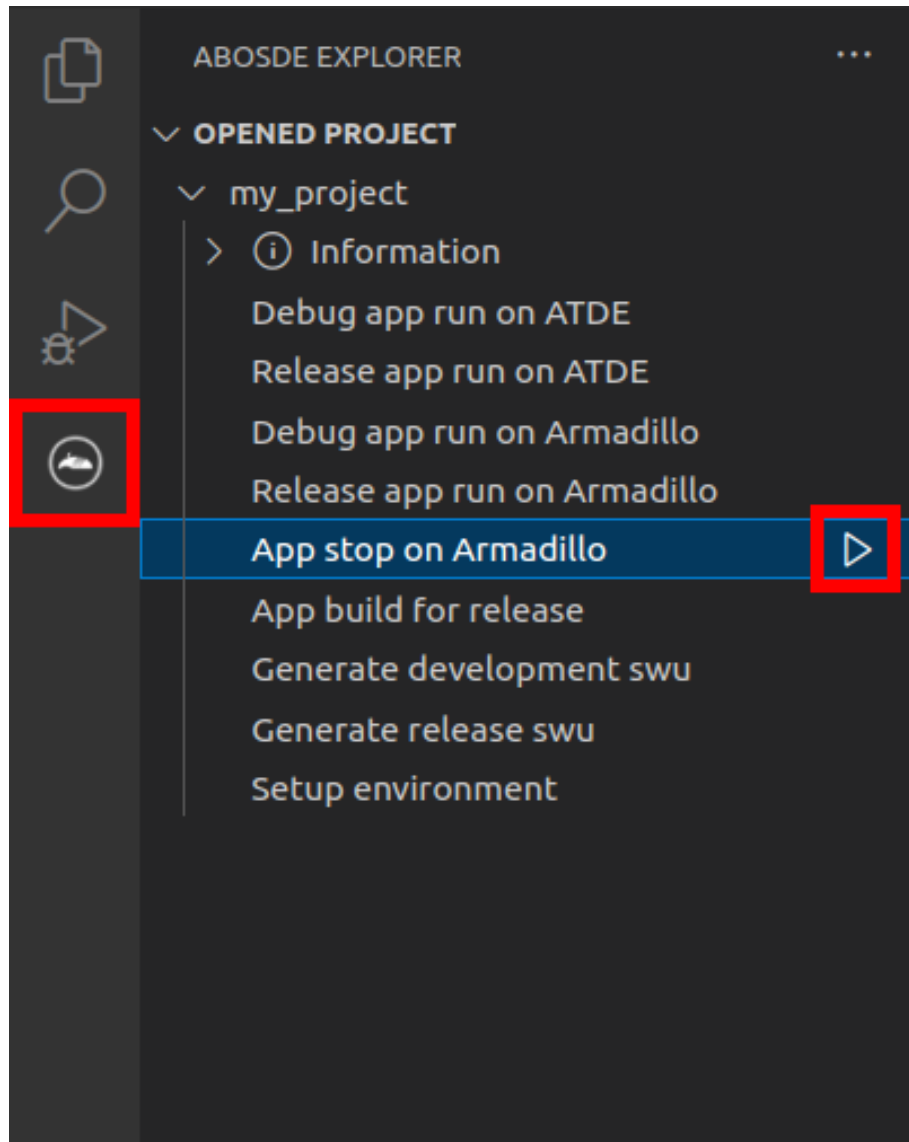 ABOSDE EXPLORER
OPENED PROJECT
my_project
Information
Debug app run on ATDE
Release app run on ATDE
Debug app run on Armadillo
Release app run on Armadillo
App stop on Armadillo
App build for release
Generate development swu
Generate release swu
Setup environment